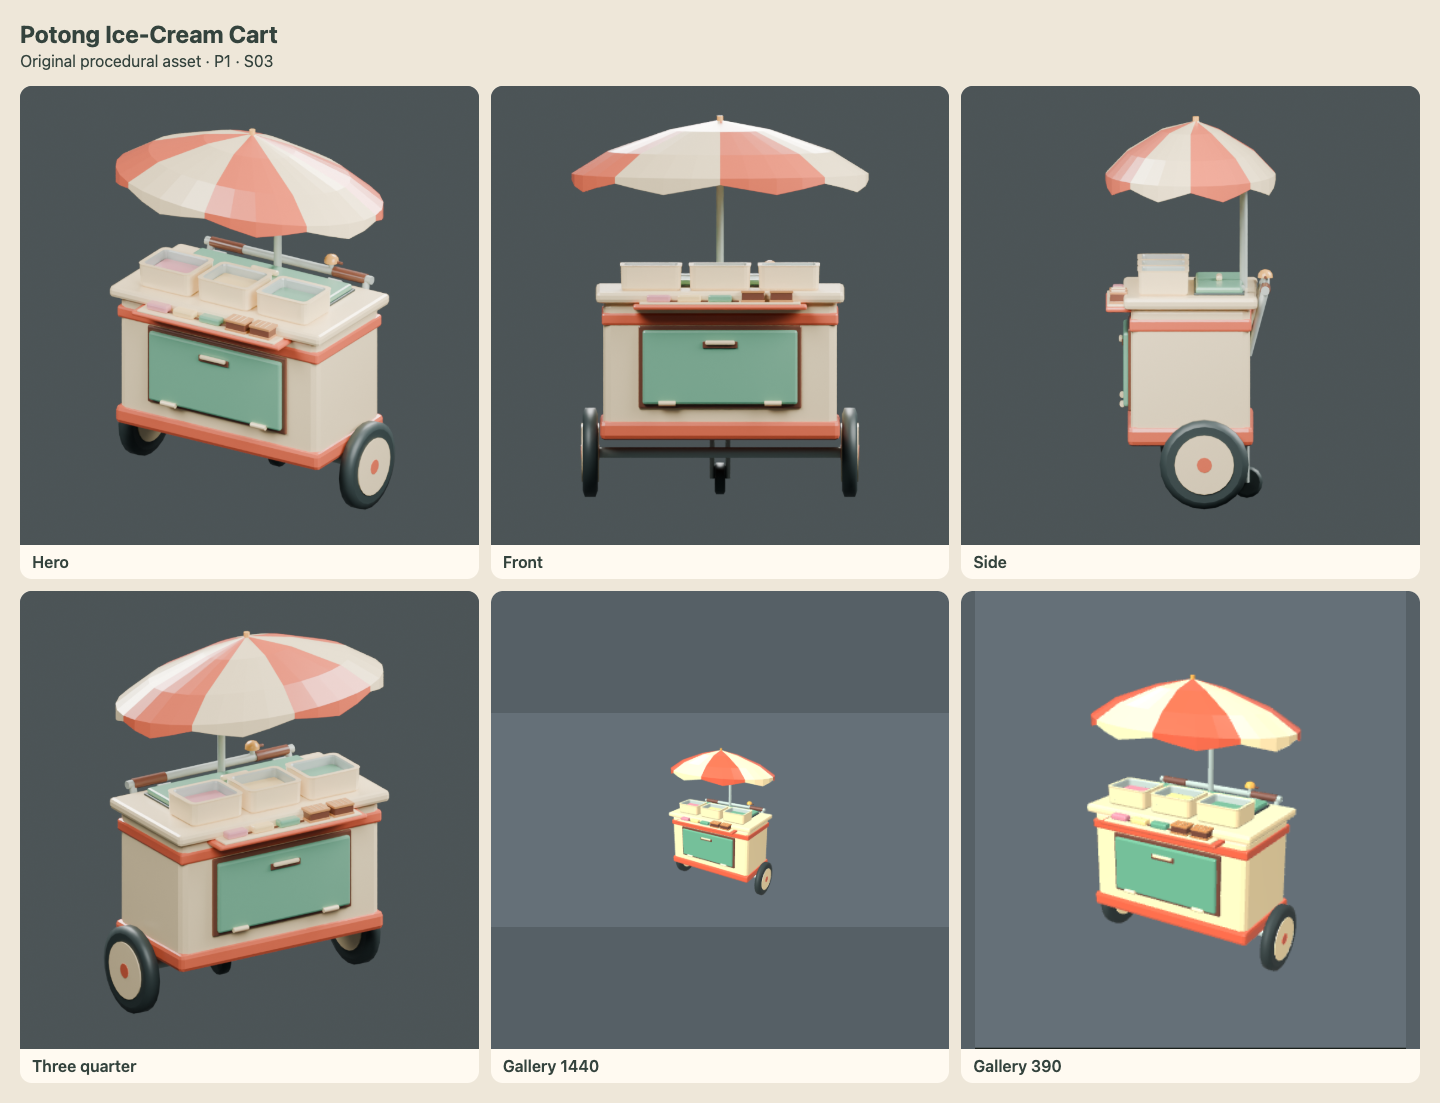 Potong Ice-Cream Cart
Original procedural asset · P1 · S03
Hero
Front
Side
Three quarter
Gallery 1440
Gallery 390